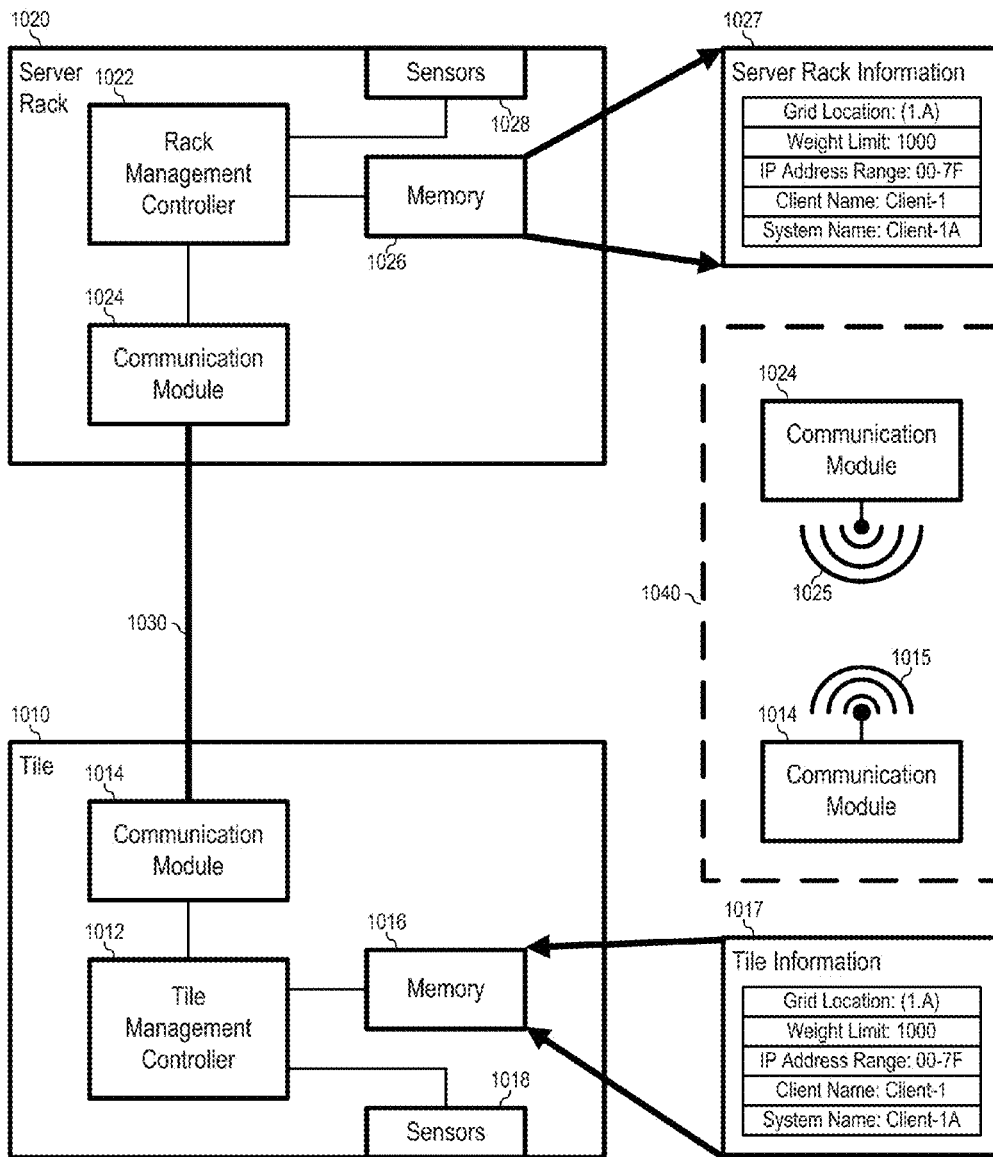 1020
Server
Rack
1022
Rack
Management
Controller
Sensors
1028
Memory
1026
1024
Communication
Module
1027
Server Rack Information
Grid Location: (1.A)
Weight Limit: 1000
IP Address Range: 00-7F
Client Name: Client-1
System Name: Client-1A
1024
Communication
Module
1025
1040
1015
1014
Communication
Module
1030
1010
Tile
1014
Communication
Module
1012
Tile
Management
Controller
1016
Memory
1018
Sensors
1017
Tile Information
Grid Location: (1.A)
Weight Limit: 1000
IP Address Range: 00-7F
Client Name: Client-1
System Name: Client-1A